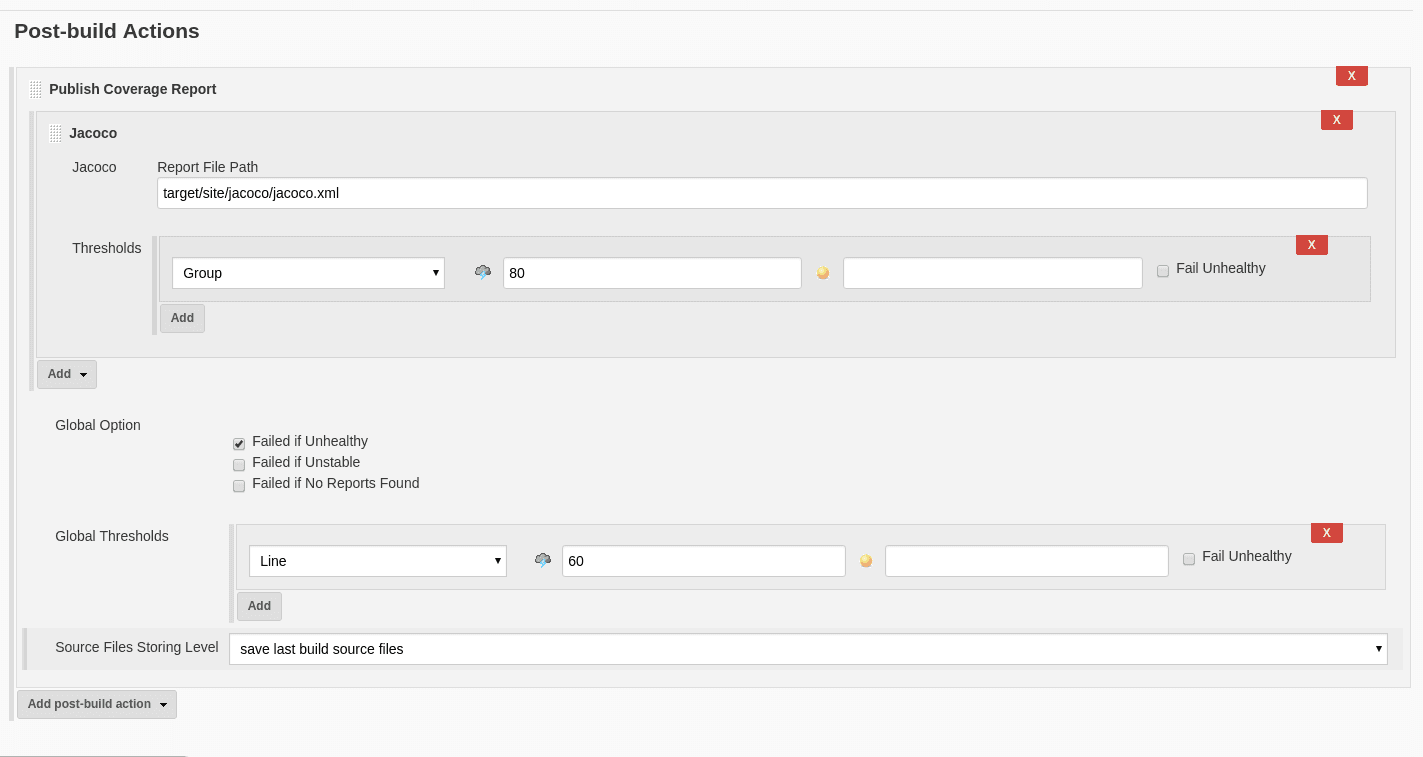 Post-build Actions
X
Publish Coverage Report
X
Jacoco
Jacoco Report File Path
target/site/jacoco/jacoco.xml
X
Thresholds Group 80 Fail Unhealthy
Add
Add
Global Option
Failed if Unhealthy
Failed if Unstable
Failed if No Reports Found
X
Global Thresholds Line 60 Fail Unhealthy
Add
Source Files Storing Level save last build source files
Add post-build action